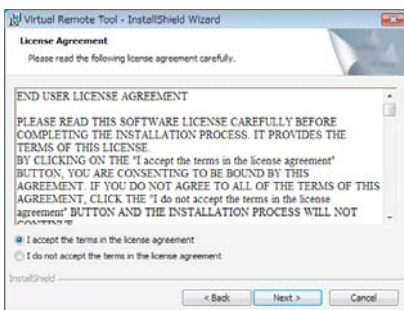 Virtual Remote Tool - InstallShield Wizard
License Agreement
Please read the following license agreement carefully.
END USER LICENSE AGREEMENT
PLEASE READ THIS SOFTWARE LICENSE CAREFULLY BEFORE
COMPLETING THE INSTALLATION PROCESS. IT PROVIDES THE
TERMS OF THIS LICENSE.
BY CLICKING ON THE "I accept the terms in the license agreement"
BUTTON, YOU ARE CONSENTING TO BE BOUND BY THIS
AGREEMENT. IF YOU DO NOT AGREE TO ALL OF THE TERMS OF THIS
AGREEMENT, CLICK THE "I do not accept the terms in the license
agreement" BUTTON AND THE INSTALLATION PROCESS WILL NOT
CONTINUE.
I accept the terms in the license agreement
I do not accept the terms in the license agreement
InstallShield
< Back Next > Cancel